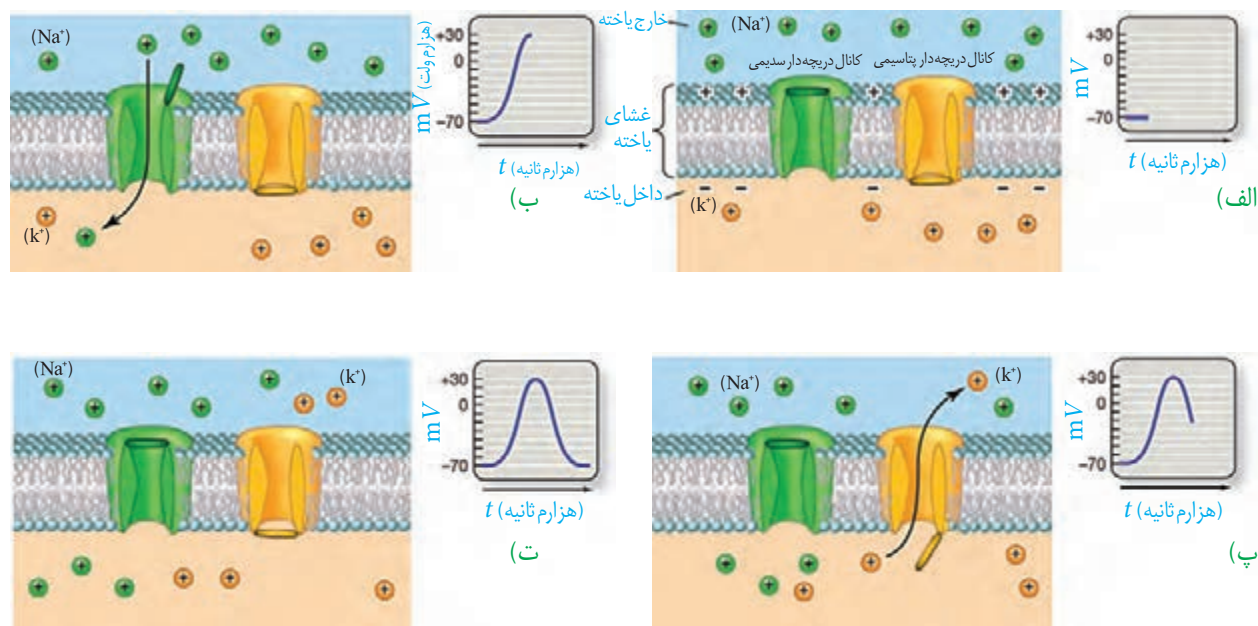 خارج یاخته
(Na⁺)
کانال دریچه‌دار سدیمی
کانال دریچه‌دار پتاسیمی
غشای
یاخته
داخل یاخته
(k⁺)
mV
+30
0
−70
t (هزارم ثانیه)
الف)
(Na⁺)
(k⁺)
mV (هزارم ولت)
+30
0
−70
t (هزارم ثانیه)
ب)
(Na⁺)
(k⁺)
mV
+30
0
−70
t (هزارم ثانیه)
پ)
(Na⁺)
(k⁺)
mV
+30
0
−70
t (هزارم ثانیه)
ت)